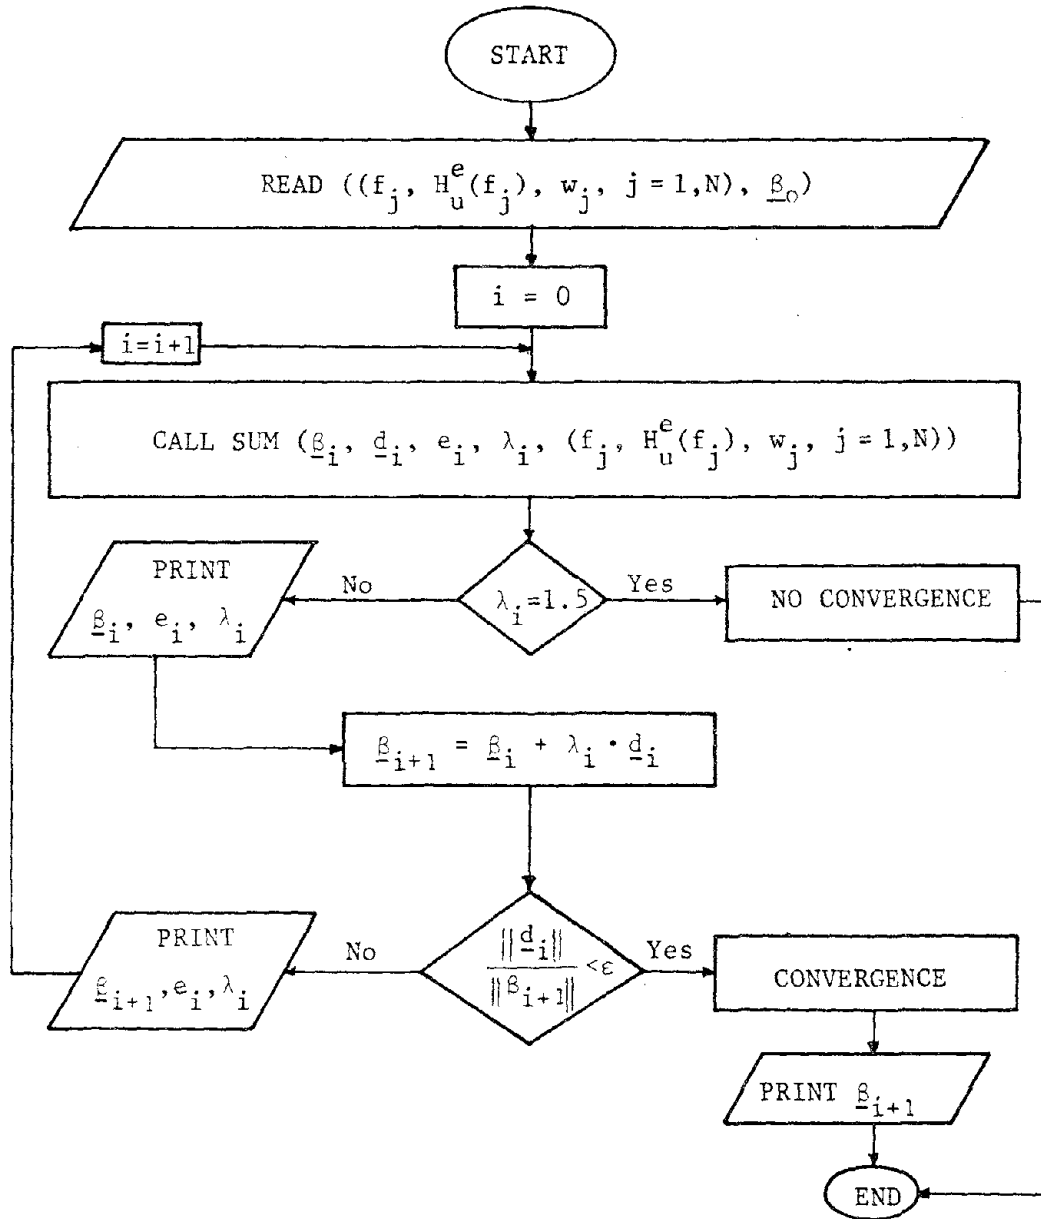 START
READ ((f_j, H_u^e(f_j), w_j, j = 1,N), β_0)
i = 0
i=i+1
CALL SUM (β_i, d_i, e_i, λ_i, (f_j, H_u^e(f_j), w_j, j = 1,N))
PRINT
β_i, e_i, λ_i
No
λ_i=1.5
Yes
NO CONVERGENCE
β_{i+1} = β_i + λ_i · d_i
PRINT
β_{i+1}, e_i, λ_i
No
||d_i||
||β_{i+1}||
<ε
Yes
CONVERGENCE
PRINT β_{i+1}
END